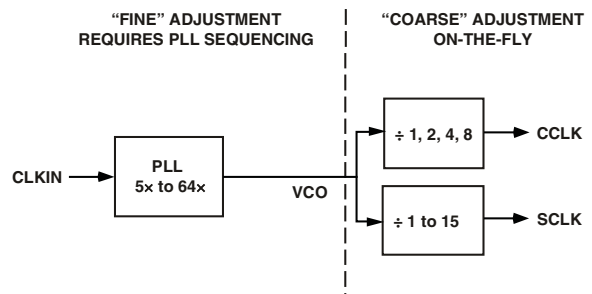 “FINE” ADJUSTMENT
REQUIRES PLL SEQUENCING
“COARSE” ADJUSTMENT
ON-THE-FLY
CLKIN
PLL
5× to 64×
VCO
÷ 1, 2, 4, 8
CCLK
÷ 1 to 15
SCLK